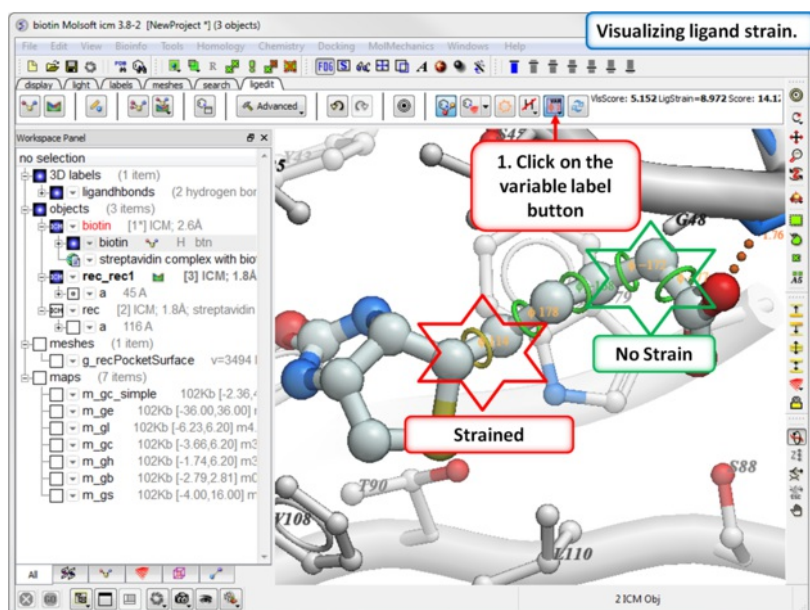 biotin Molsoft icm 3.8-2 [NewProject *] (3 objects)
Visualizing ligand strain.
File Edit View Bioinfo Tools Homology Chemistry Docking MolMechanics Windows Help
display light labels meshes search ligedit
Advanced
VlsScore: 5.152 LigStrain=8.972 Score: 14.12
Workspace Panel
no selection
3D labels (1 item)
ligandhbonds (2 hydrogen bor
objects (3 items)
biotin [1*] ICM; 2.6Å
biotin H btn
streptavidin complex with bio
rec_rec1 [3] ICM; 1.8Å
a 45 A
rec [2] ICM; 1.8Å; streptavidin
a 116 A
meshes (1 item)
g_recPocketSurface v=3494
maps (7 items)
m_gc_simple 102Kb [-2.36,4
m_ge 102Kb [-36.00,36.00]
m_gl 102Kb [-6.23,6.20] m4.
m_gc 102Kb [-3.66,6.20] m3
m_gh 102Kb [-1.74,6.20] m
m_gb 102Kb [-2.79,2.81] m0
m_gs 102Kb [-4.00,16.00] m
All
1. Click on the
variable label
button
G48
1.76
178
No Strain
Strained
T90
S88
V108
L110
2 ICM Obj